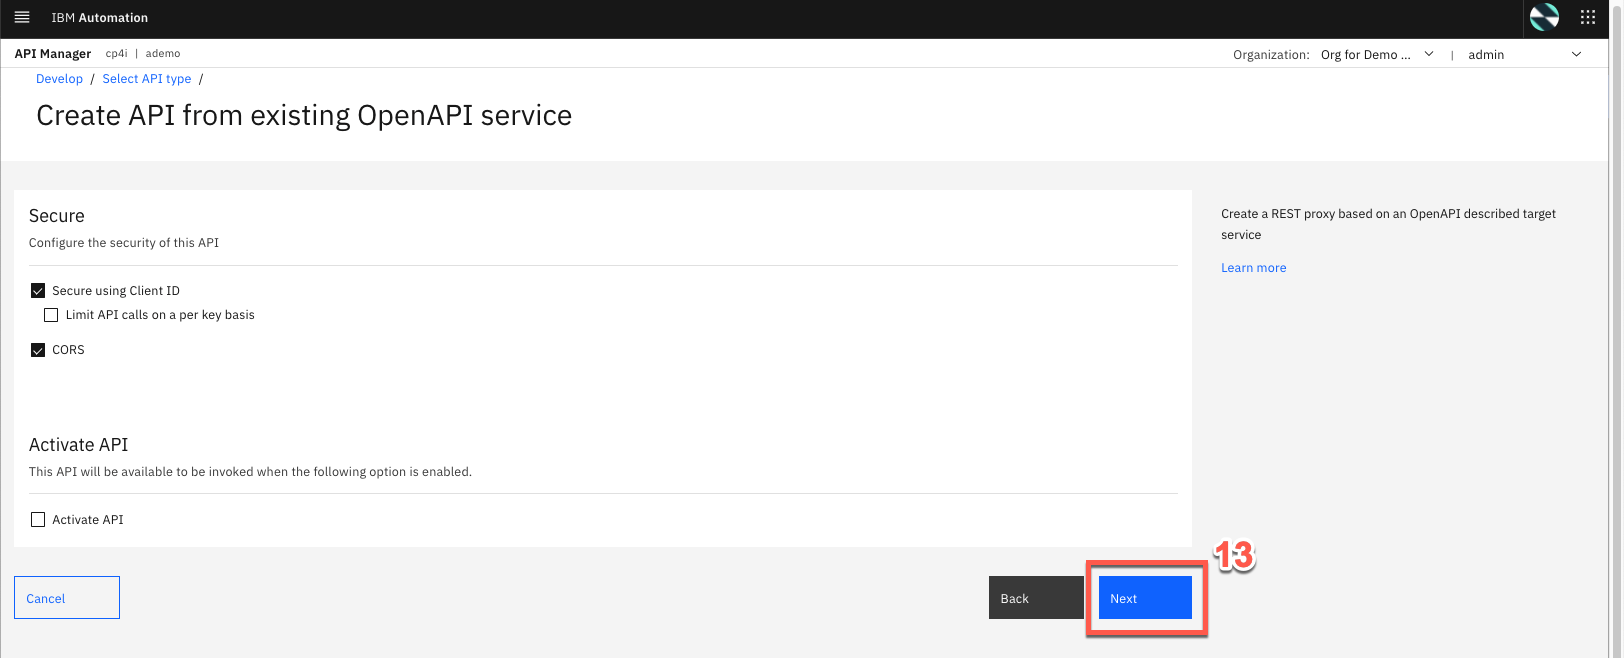 IBM Automation
API Manager cp4i | ademo Organization: Org for Demo ... | admin
Develop / Select API type /
Create API from existing OpenAPI service
Secure
Configure the security of this API
Secure using Client ID
Limit API calls on a per key basis
CORS
Activate API
This API will be available to be invoked when the following option is enabled.
Activate API
Create a REST proxy based on an OpenAPI described target
service
Learn more
13
Cancel Back Next